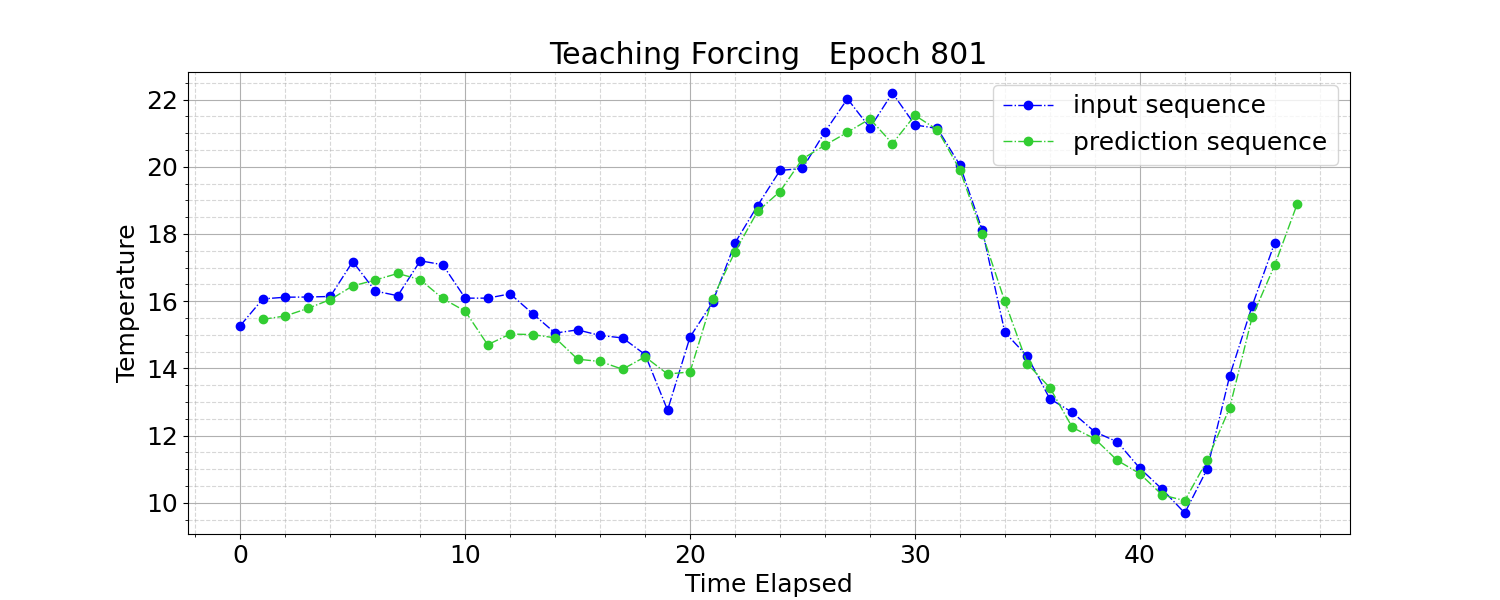 Teaching Forcing   Epoch 801
input sequence
prediction sequence
Temperature
22
20
18
16
14
12
10
0 10 20 30 40
Time Elapsed